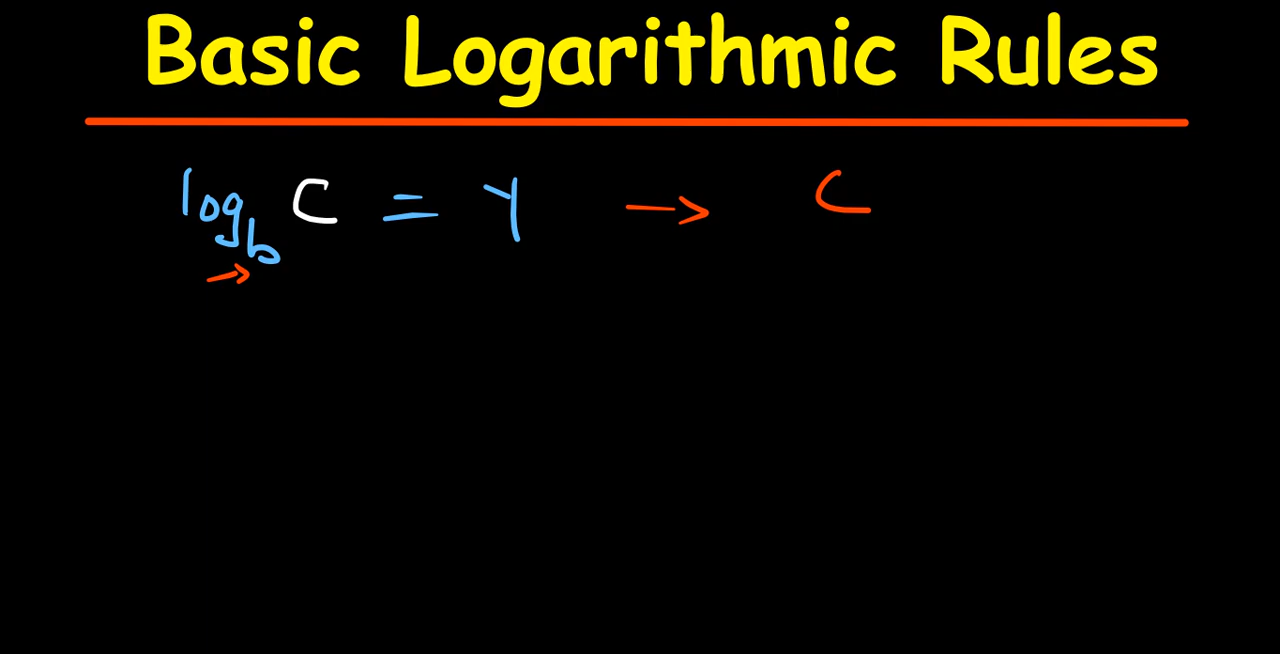 Basic Logarithmic Rules
log_b C = Y → C
→